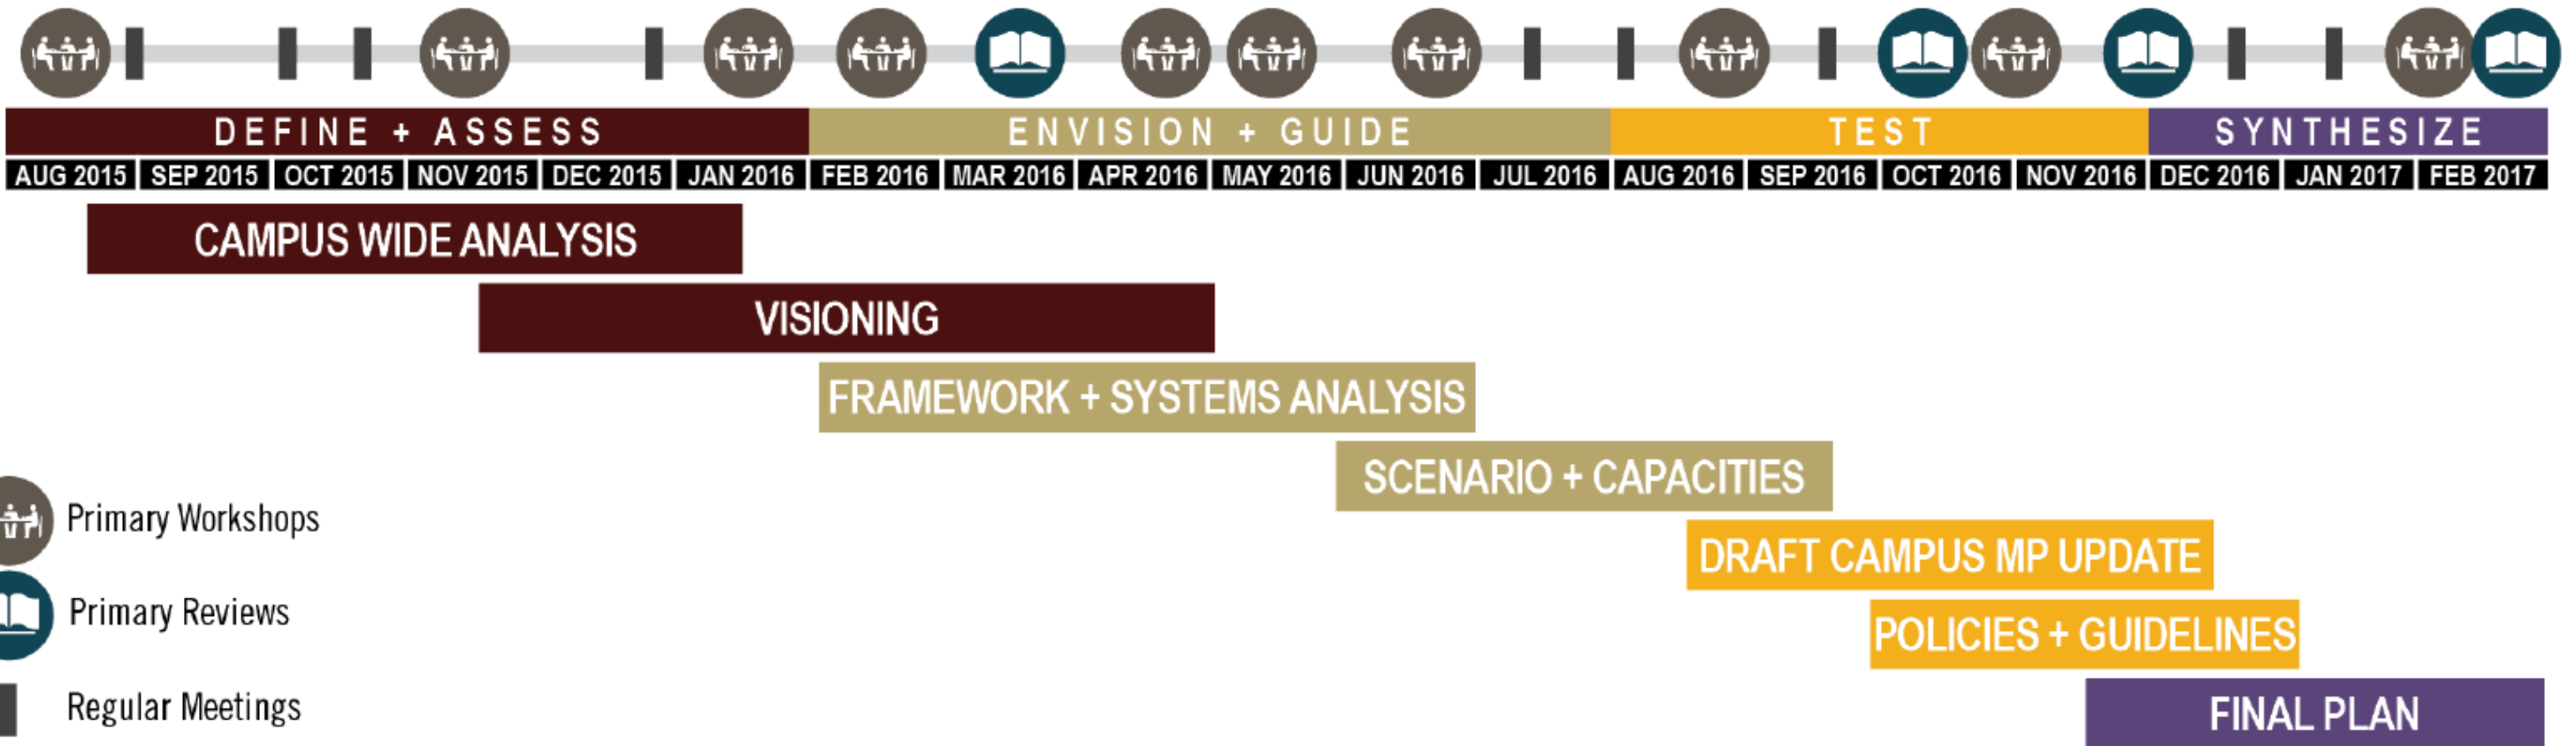 DEFINE + ASSESS ENVISION + GUIDE TEST SYNTHESIZE
AUG 2015 SEP 2015 OCT 2015 NOV 2015 DEC 2015 JAN 2016 FEB 2016 MAR 2016 APR 2016 MAY 2016 JUN 2016 JUL 2016 AUG 2016 SEP 2016 OCT 2016 NOV 2016 DEC 2016 JAN 2017 FEB 2017
CAMPUS WIDE ANALYSIS
VISIONING
FRAMEWORK + SYSTEMS ANALYSIS
SCENARIO + CAPACITIES
Primary Workshops
DRAFT CAMPUS MP UPDATE
Primary Reviews
POLICIES + GUIDELINES
Regular Meetings
FINAL PLAN